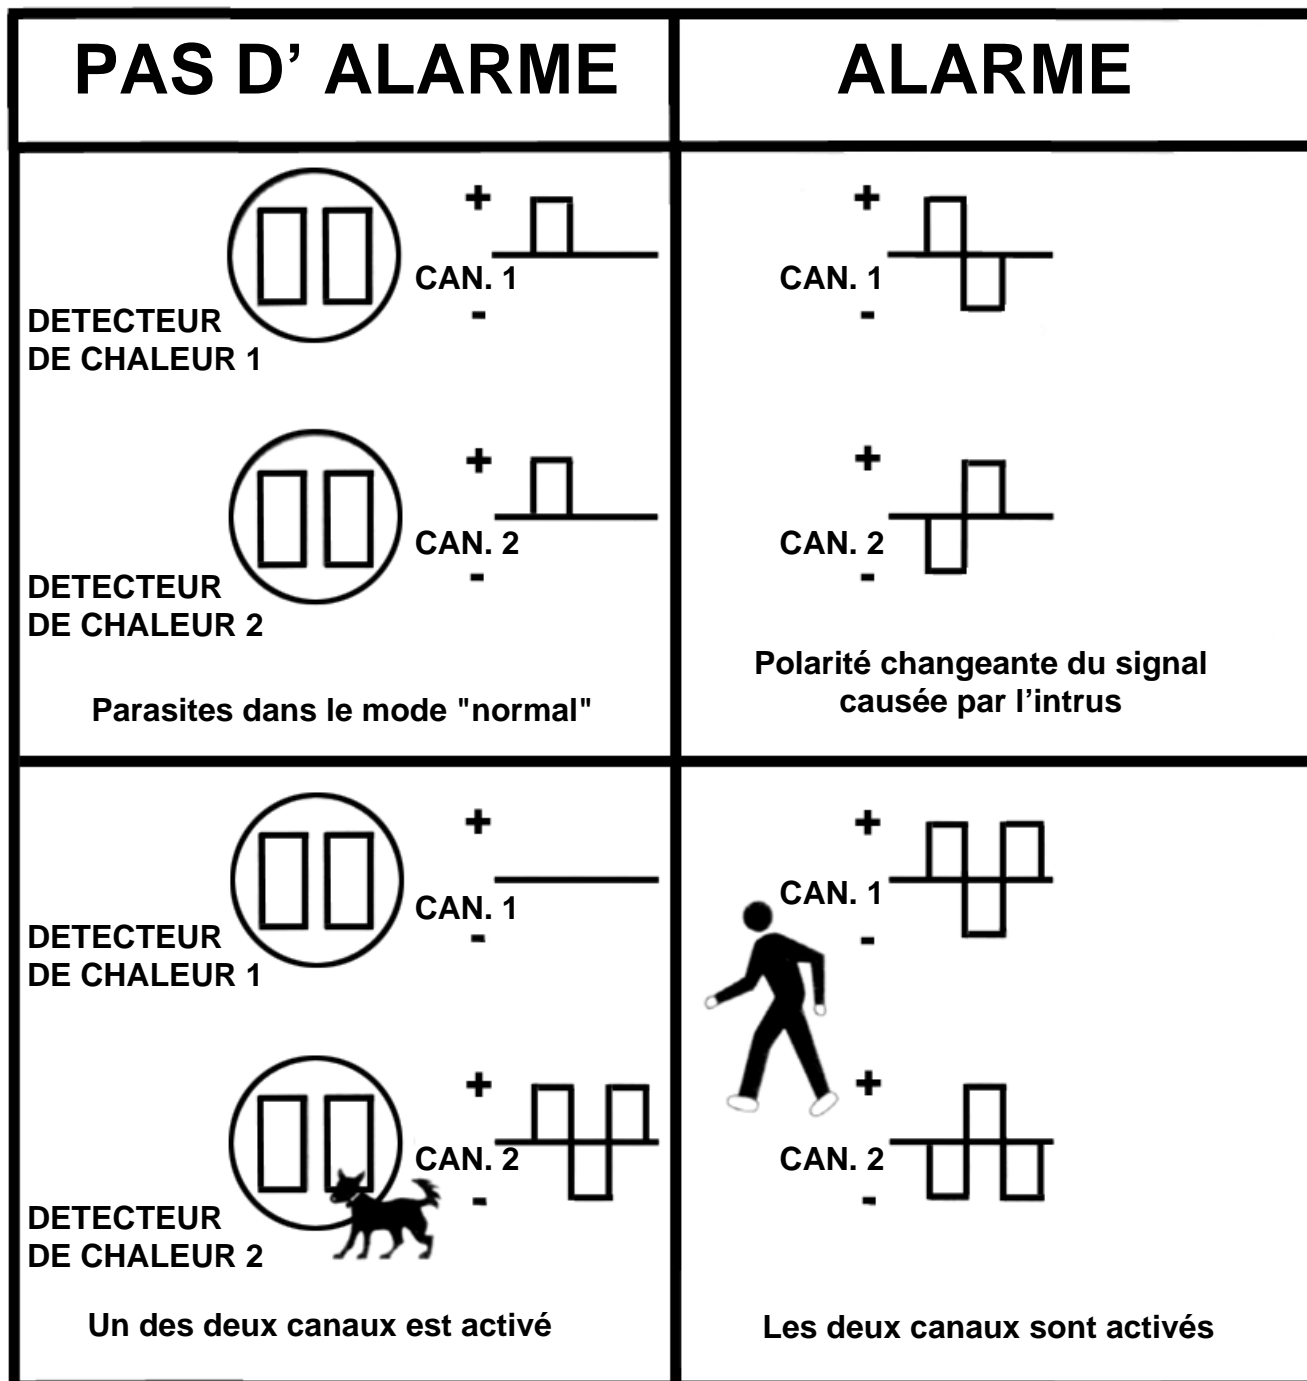 PAS D’ ALARME
ALARME
+
CAN. 1
-
DETECTEUR
DE CHALEUR 1
+
CAN. 2
-
DETECTEUR
DE CHALEUR 2
Parasites dans le mode "normal"
+
CAN. 1
-
+
CAN. 2
-
Polarité changeante du signal
causée par l’intrus
+
CAN. 1
-
DETECTEUR
DE CHALEUR 1
+
CAN. 2
-
DETECTEUR
DE CHALEUR 2
Un des deux canaux est activé
+
CAN. 1
-
+
CAN. 2
-
Les deux canaux sont activés